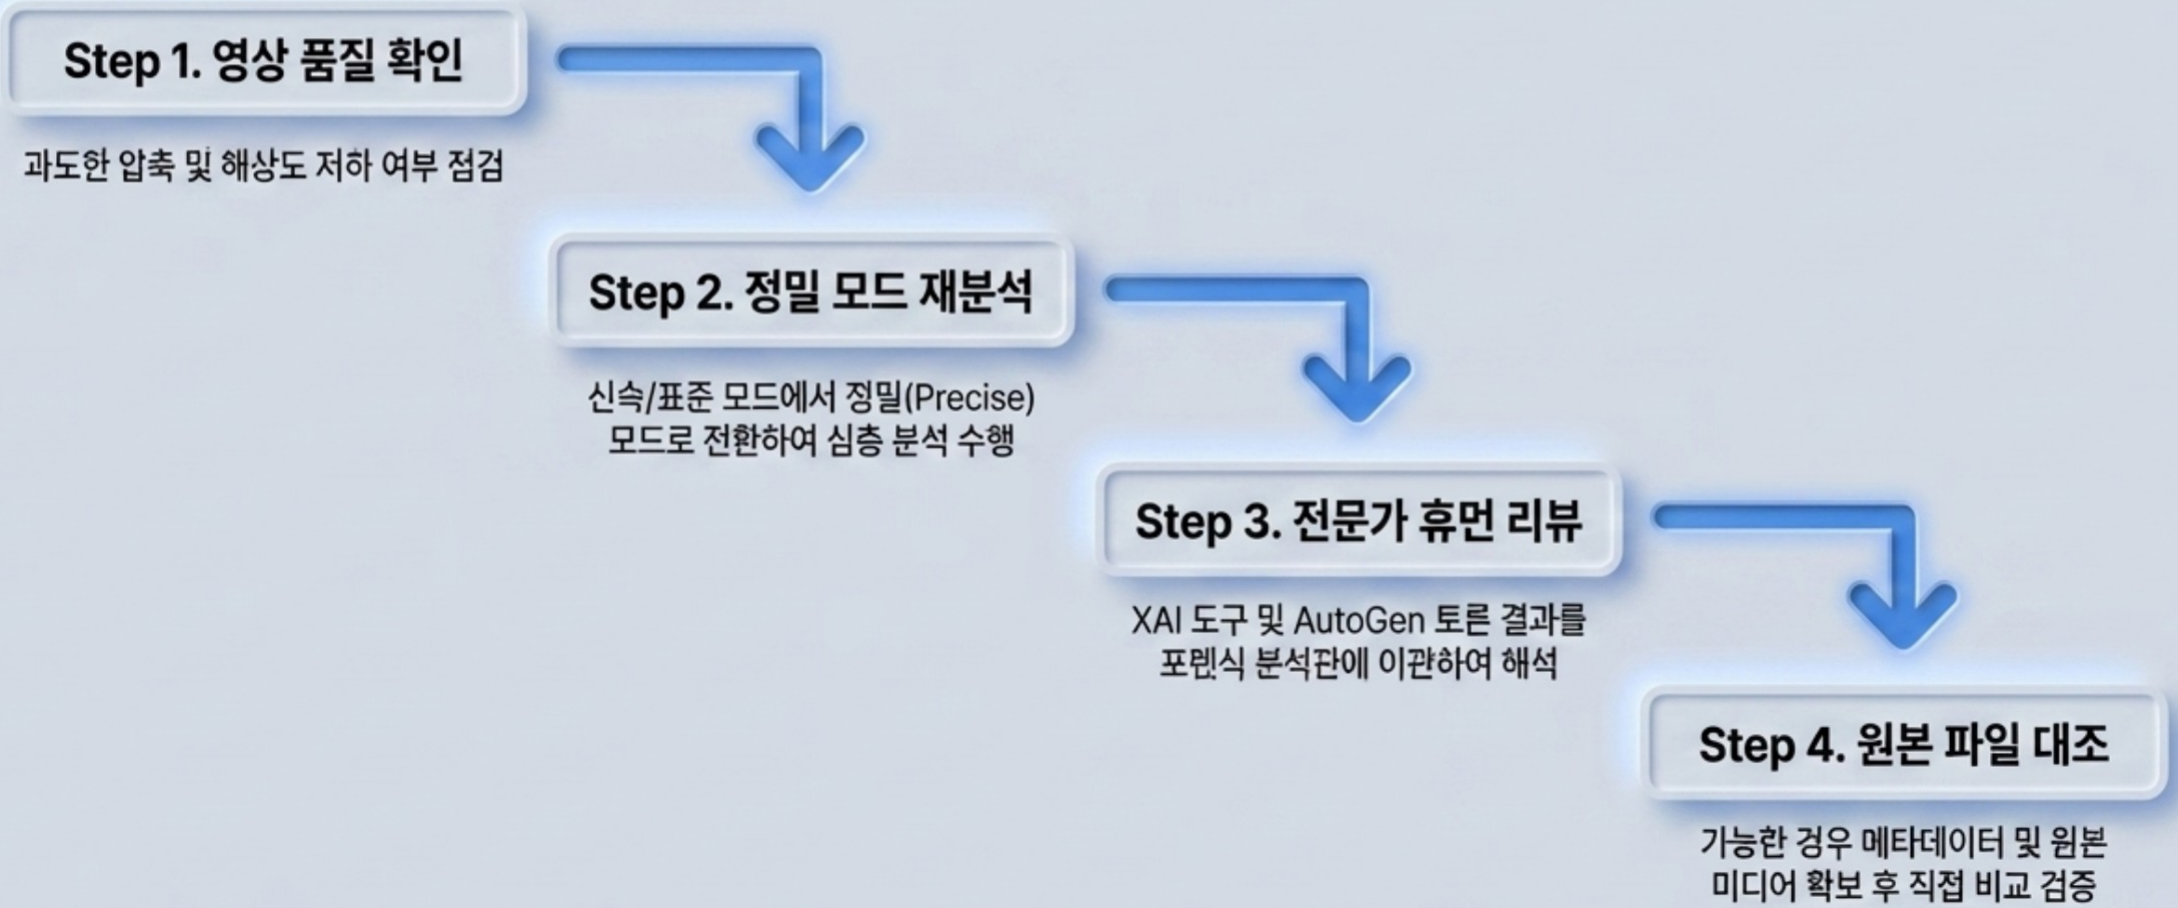 Step 1. 영상 품질 확인
과도한 압축 및 해상도 저하 여부 점검
Step 2. 정밀 모드 재분석
신속/표준 모드에서 정밀(Precise)
모드로 전환하여 심층 분석 수행
Step 3. 전문가 휴먼 리뷰
XAI 도구 및 AutoGen 토론 결과를
포렌식 분석관에 이관하여 해석
Step 4. 원본 파일 대조
가능한 경우 메타데이터 및 원본
미디어 확보 후 직접 비교 검증